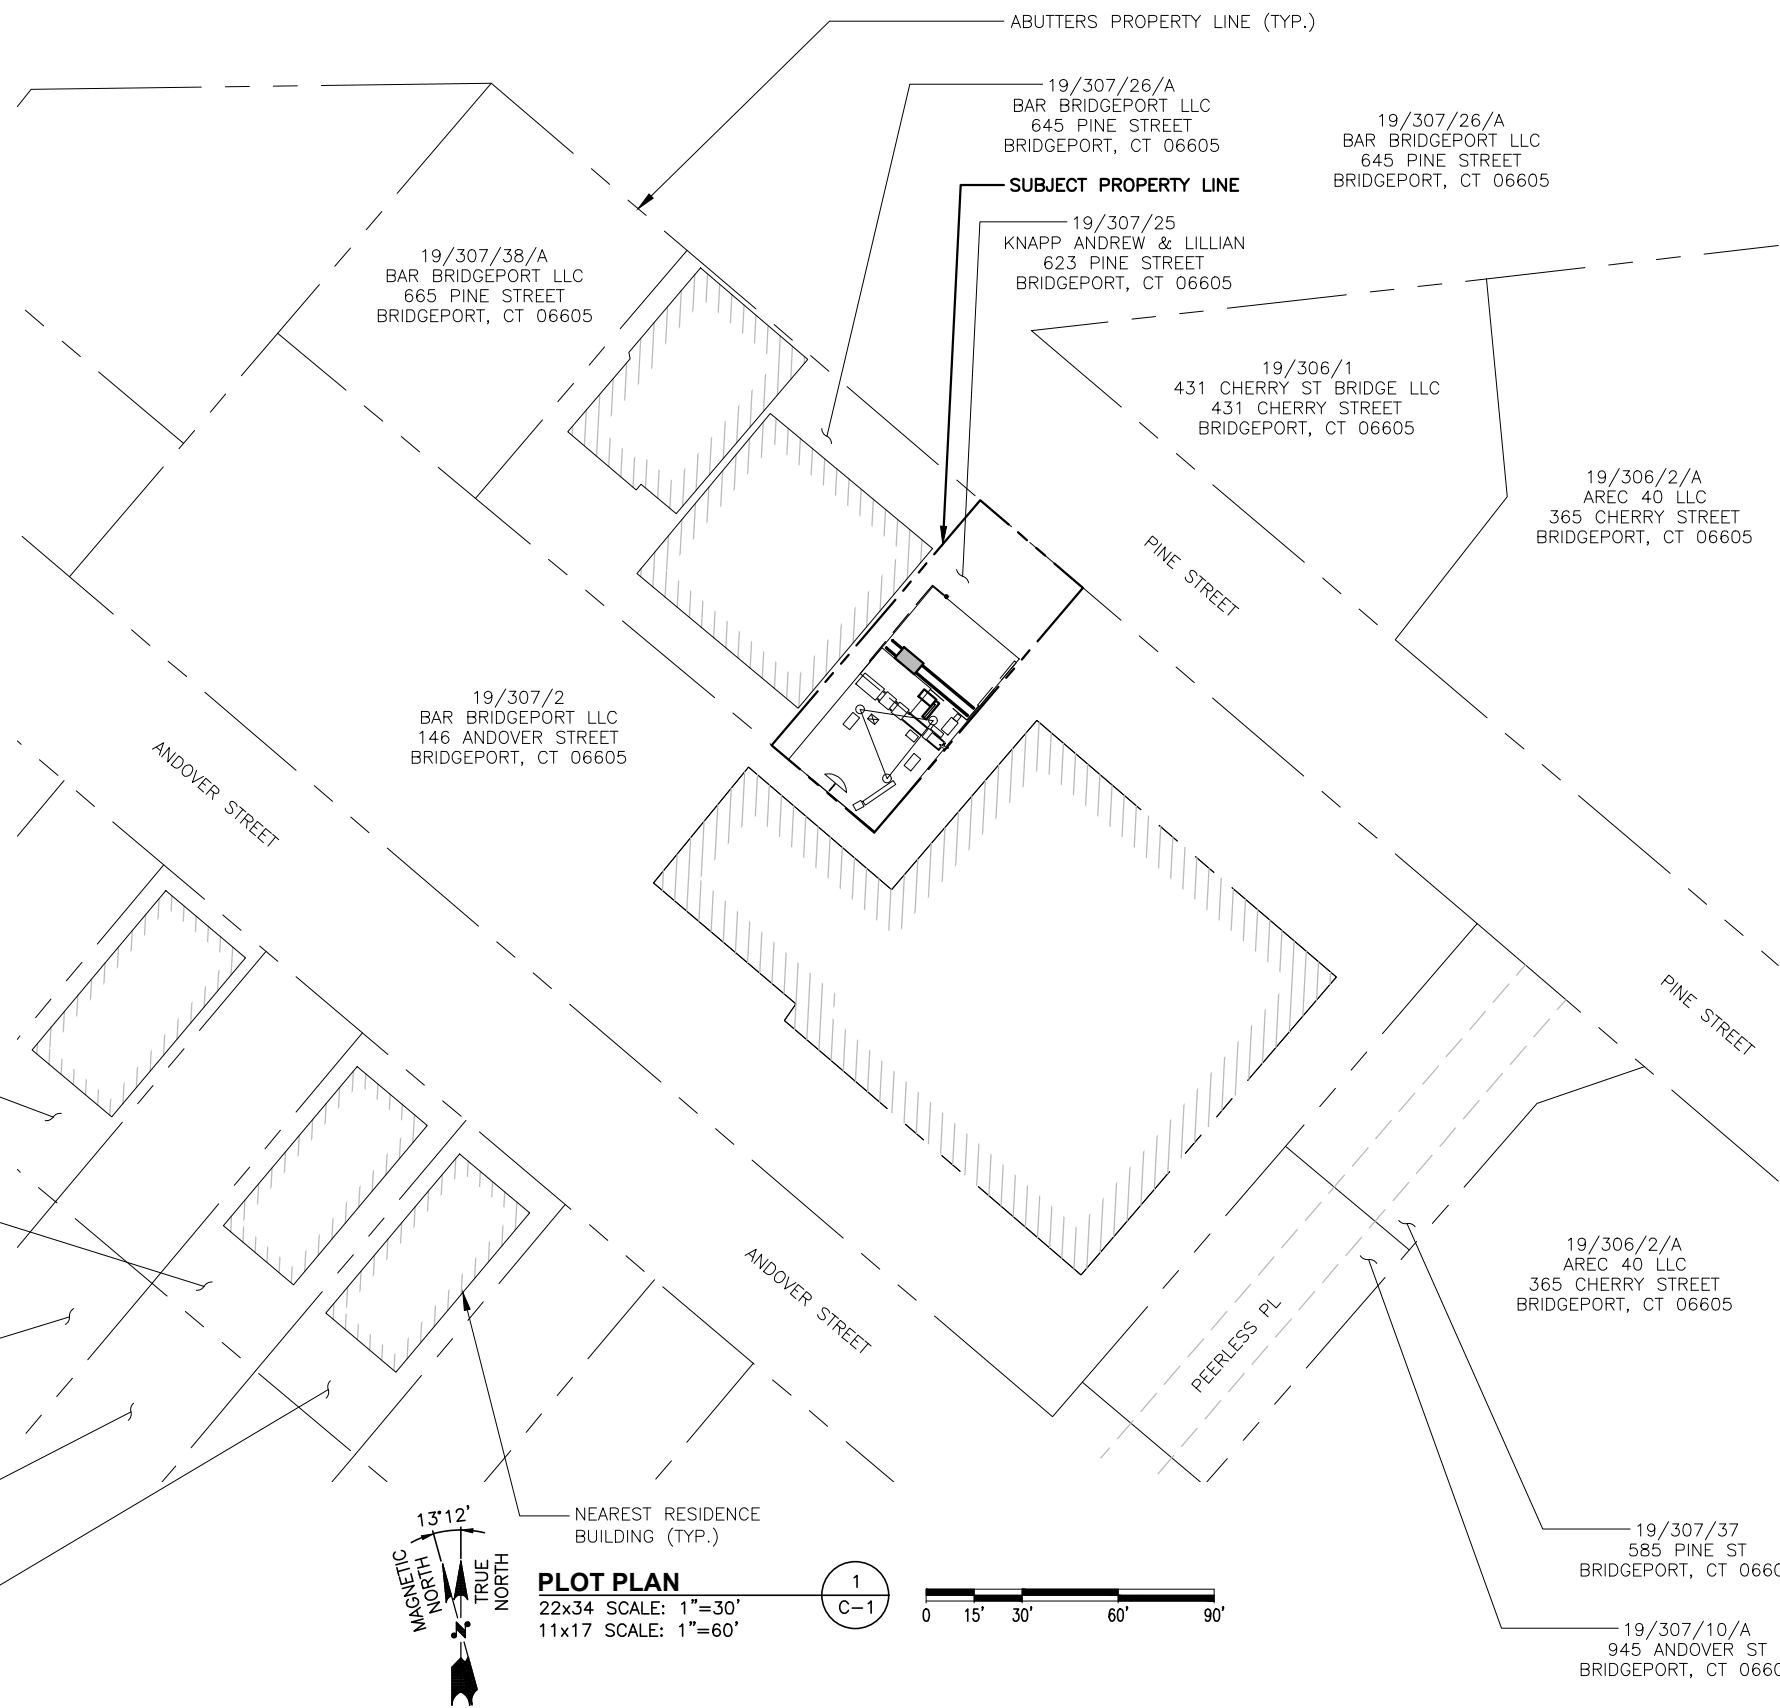 ABUTTERS PROPERTY LINE (TYP.)
19/307/26/A
BAR BRIDGEPORT LLC
645 PINE STREET
BRIDGEPORT, CT 06605
19/307/26/A
BAR BRIDGEPORT LLC
645 PINE STREET
BRIDGEPORT, CT 06605
SUBJECT PROPERTY LINE
19/307/25
KNAPP ANDREW & LILLIAN
623 PINE STREET
BRIDGEPORT, CT 06605
19/307/38/A
BAR BRIDGEPORT LLC
665 PINE STREET
BRIDGEPORT, CT 06605
19/306/1
431 CHERRY ST BRIDGE LLC
431 CHERRY STREET
BRIDGEPORT, CT 06605
19/306/2/A
AREC 40 LLC
365 CHERRY STREET
BRIDGEPORT, CT 06605
PINE STREET
19/307/2
BAR BRIDGEPORT LLC
146 ANDOVER STREET
BRIDGEPORT, CT 06605
ANDOVER STREET
PINE STREET
19/306/2/A
AREC 40 LLC
365 CHERRY STREET
BRIDGEPORT, CT 06605
ANDOVER STREET
PEERLESS PL
NEAREST RESIDENCE
BUILDING (TYP.)
13°12'
MAGNETIC
NORTH
TRUE
NORTH
N
PLOT PLAN
22x34 SCALE: 1"=30'
11x17 SCALE: 1"=60'
1
C-1
0 15' 30' 60' 90'
19/307/37
585 PINE ST
BRIDGEPORT, CT 0660
19/307/10/A
945 ANDOVER ST
BRIDGEPORT, CT 0660